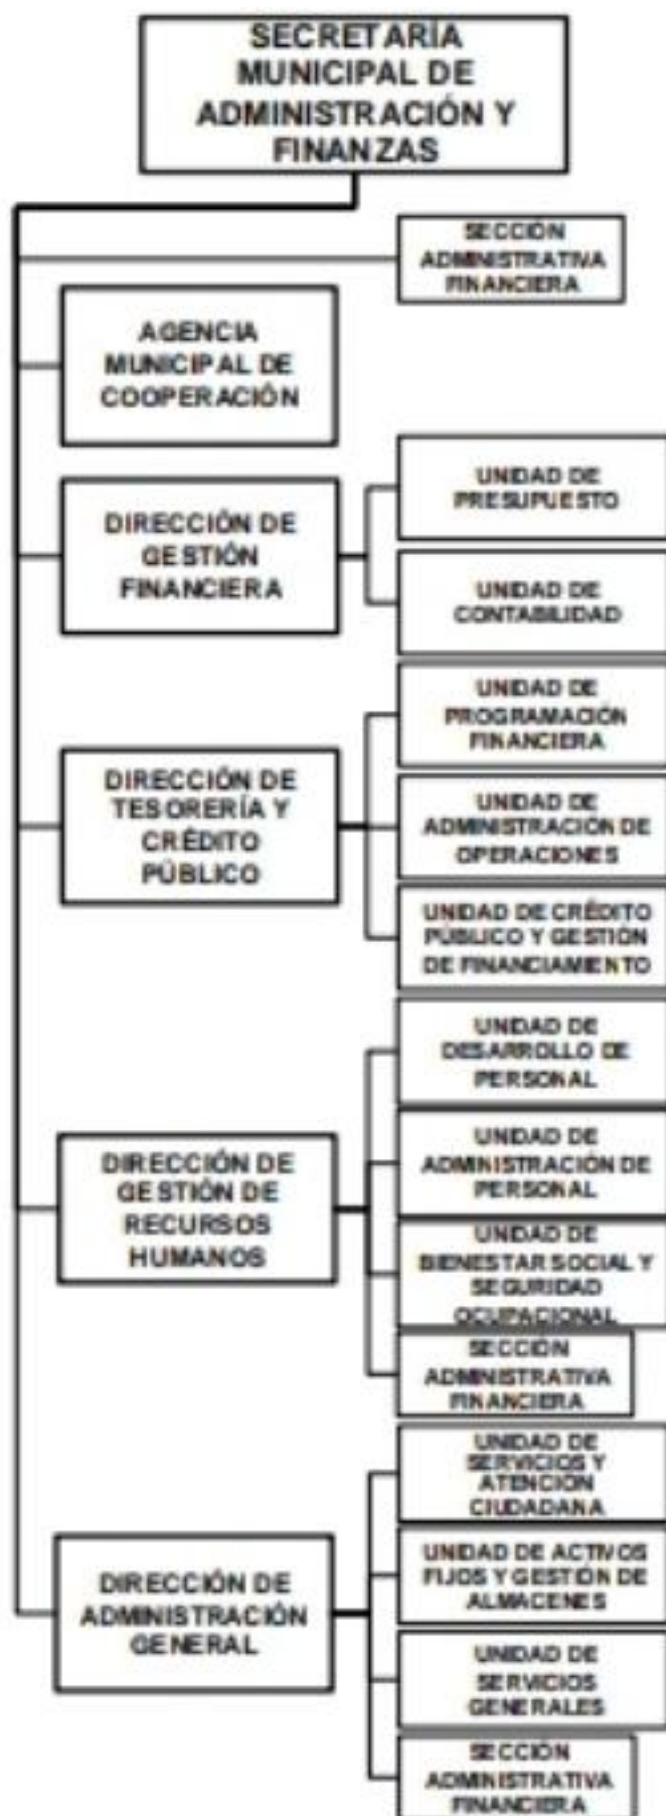 SECRETARÍA
MUNICIPAL DE
ADMINISTRACIÓN Y
FINANZAS
SECCIÓN
ADMINISTRATIVA
FINANCIERA
AGENCIA
MUNICIPAL DE
COOPERACIÓN
DIRECCIÓN DE
GESTIÓN
FINANCIERA
UNIDAD DE
PRESUPUESTO
UNIDAD DE
CONTABILIDAD
DIRECCIÓN DE
TESORERÍA Y
CRÉDITO
PÚBLICO
UNIDAD DE
PROGRAMACIÓN
FINANCIERA
UNIDAD DE
ADMINISTRACIÓN DE
OPERACIONES
UNIDAD DE CRÉDITO
PÚBLICO Y GESTIÓN
DE FINANCIAMIENTO
DIRECCIÓN DE
GESTIÓN DE
RECURSOS
HUMANOS
UNIDAD DE
DESARROLLO DE
PERSONAL
UNIDAD DE
ADMINISTRACIÓN DE
PERSONAL
UNIDAD DE
BIENESTAR SOCIAL Y
SEGURIDAD
OCUPACIONAL
SECCIÓN
ADMINISTRATIVA
FINANCIERA
DIRECCIÓN DE
ADMINISTRACIÓN
GENERAL
UNIDAD DE
SERVICIOS Y
ATENCIÓN
CIUDADANA
UNIDAD DE ACTIVOS
FIJOS Y GESTIÓN DE
ALMACENES
UNIDAD DE
SERVICIOS
GENERALES
SECCIÓN
ADMINISTRATIVA
FINANCIERA